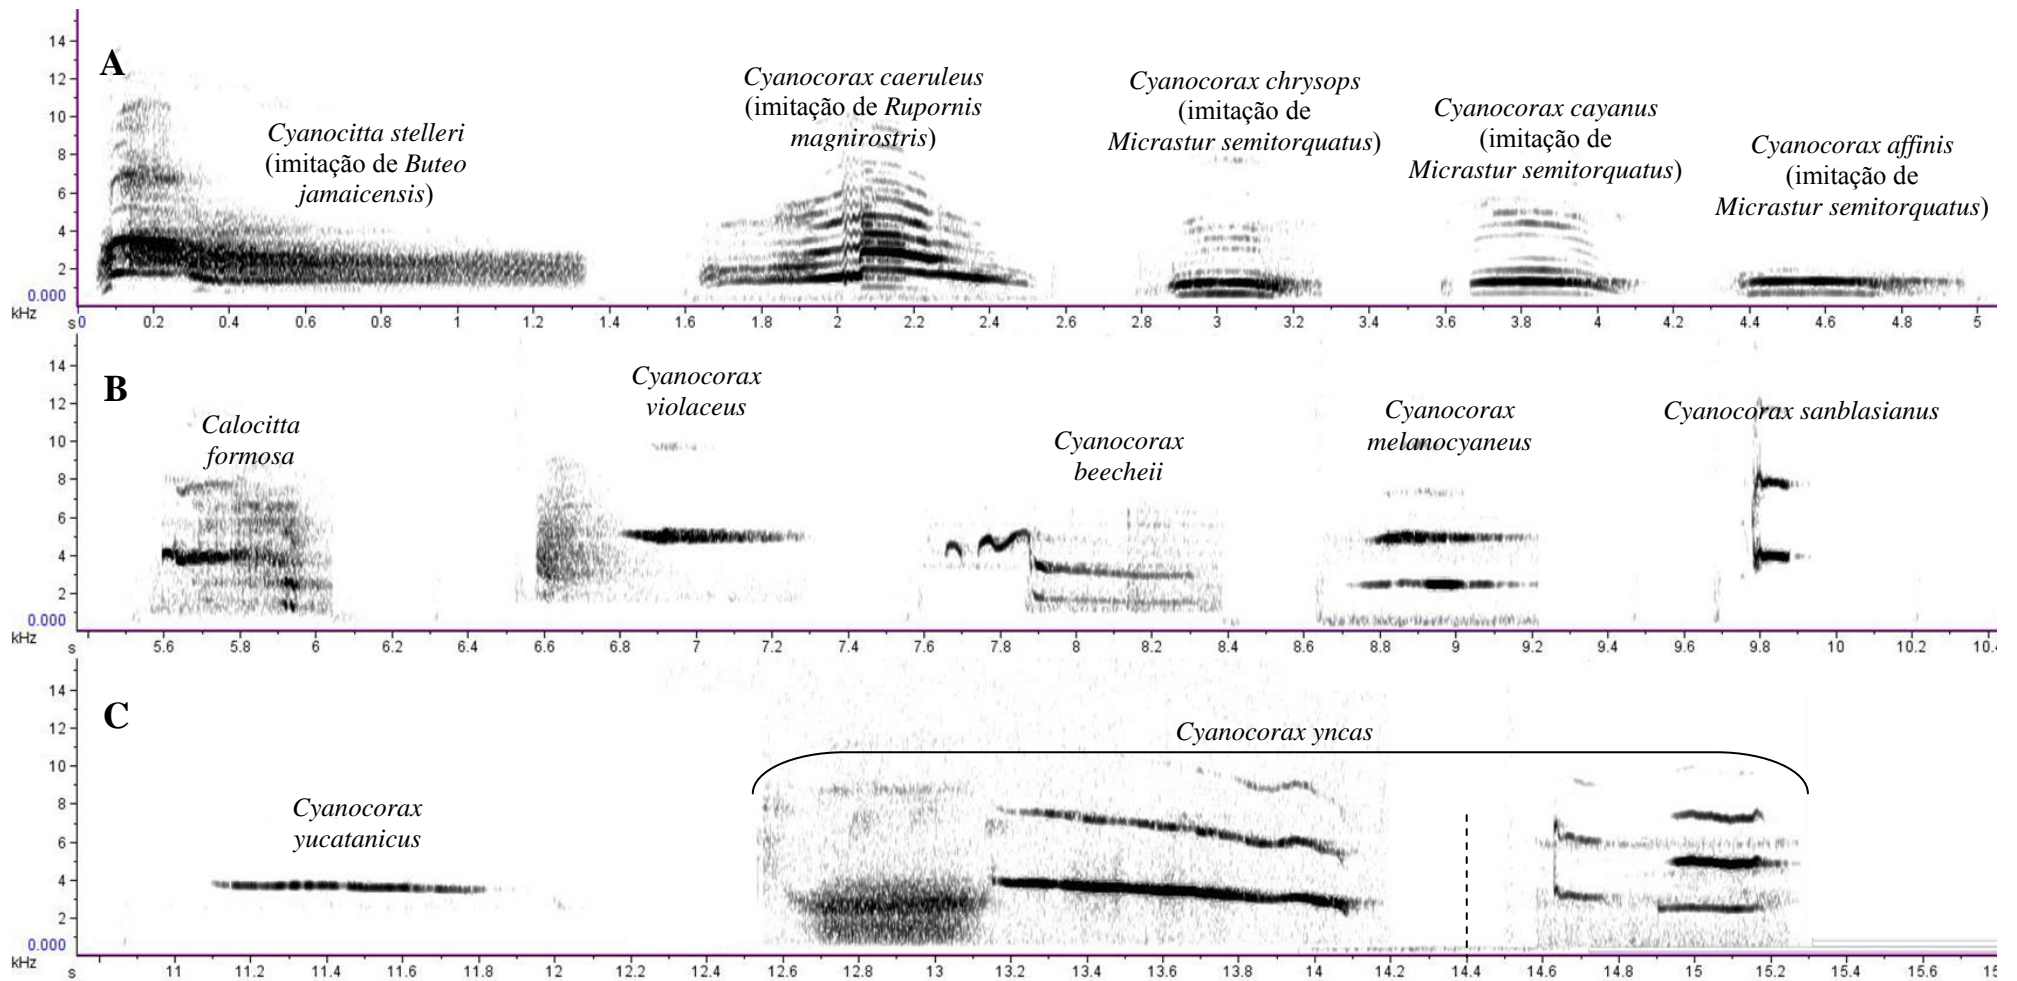 A
Cyanocitta stelleri
(imitação de Buteo
jamaicensis)
Cyanocorax caeruleus
(imitação de Rupornis
magnirostris)
Cyanocorax chrysops
(imitação de
Micrastur semitorquatus)
Cyanocorax cayanus
(imitação de
Micrastur semitorquatus)
Cyanocorax affinis
(imitação de
Micrastur semitorquatus)
14
12
10
8
6
4
2
0.000
kHz
s 0 0.2 0.4 0.6 0.8 1 1.2 1.4 1.6 1.8 2 2.2 2.4 2.6 2.8 3 3.2 3.4 3.6 3.8 4 4.2 4.4 4.6 4.8 5
B
Calocitta
formosa
Cyanocorax
violaceus
Cyanocorax
beecheii
Cyanocorax
melanocyaneus
Cyanocorax sanblasianus
14
12
10
8
6
4
2
0.000
kHz
s 5.6 5.8 6 6.2 6.4 6.6 6.8 7 7.2 7.4 7.6 7.8 8 8.2 8.4 8.6 8.8 9 9.2 9.4 9.6 9.8 10 10.2 10.4
C
Cyanocorax
yucatanicus
Cyanocorax yncas
14
12
10
8
6
4
2
0.000
kHz
s 11 11.2 11.4 11.6 11.8 12 12.2 12.4 12.6 12.8 13 13.2 13.4 13.6 13.8 14 14.2 14.4 14.6 14.8 15 15.2 15.4 15.6